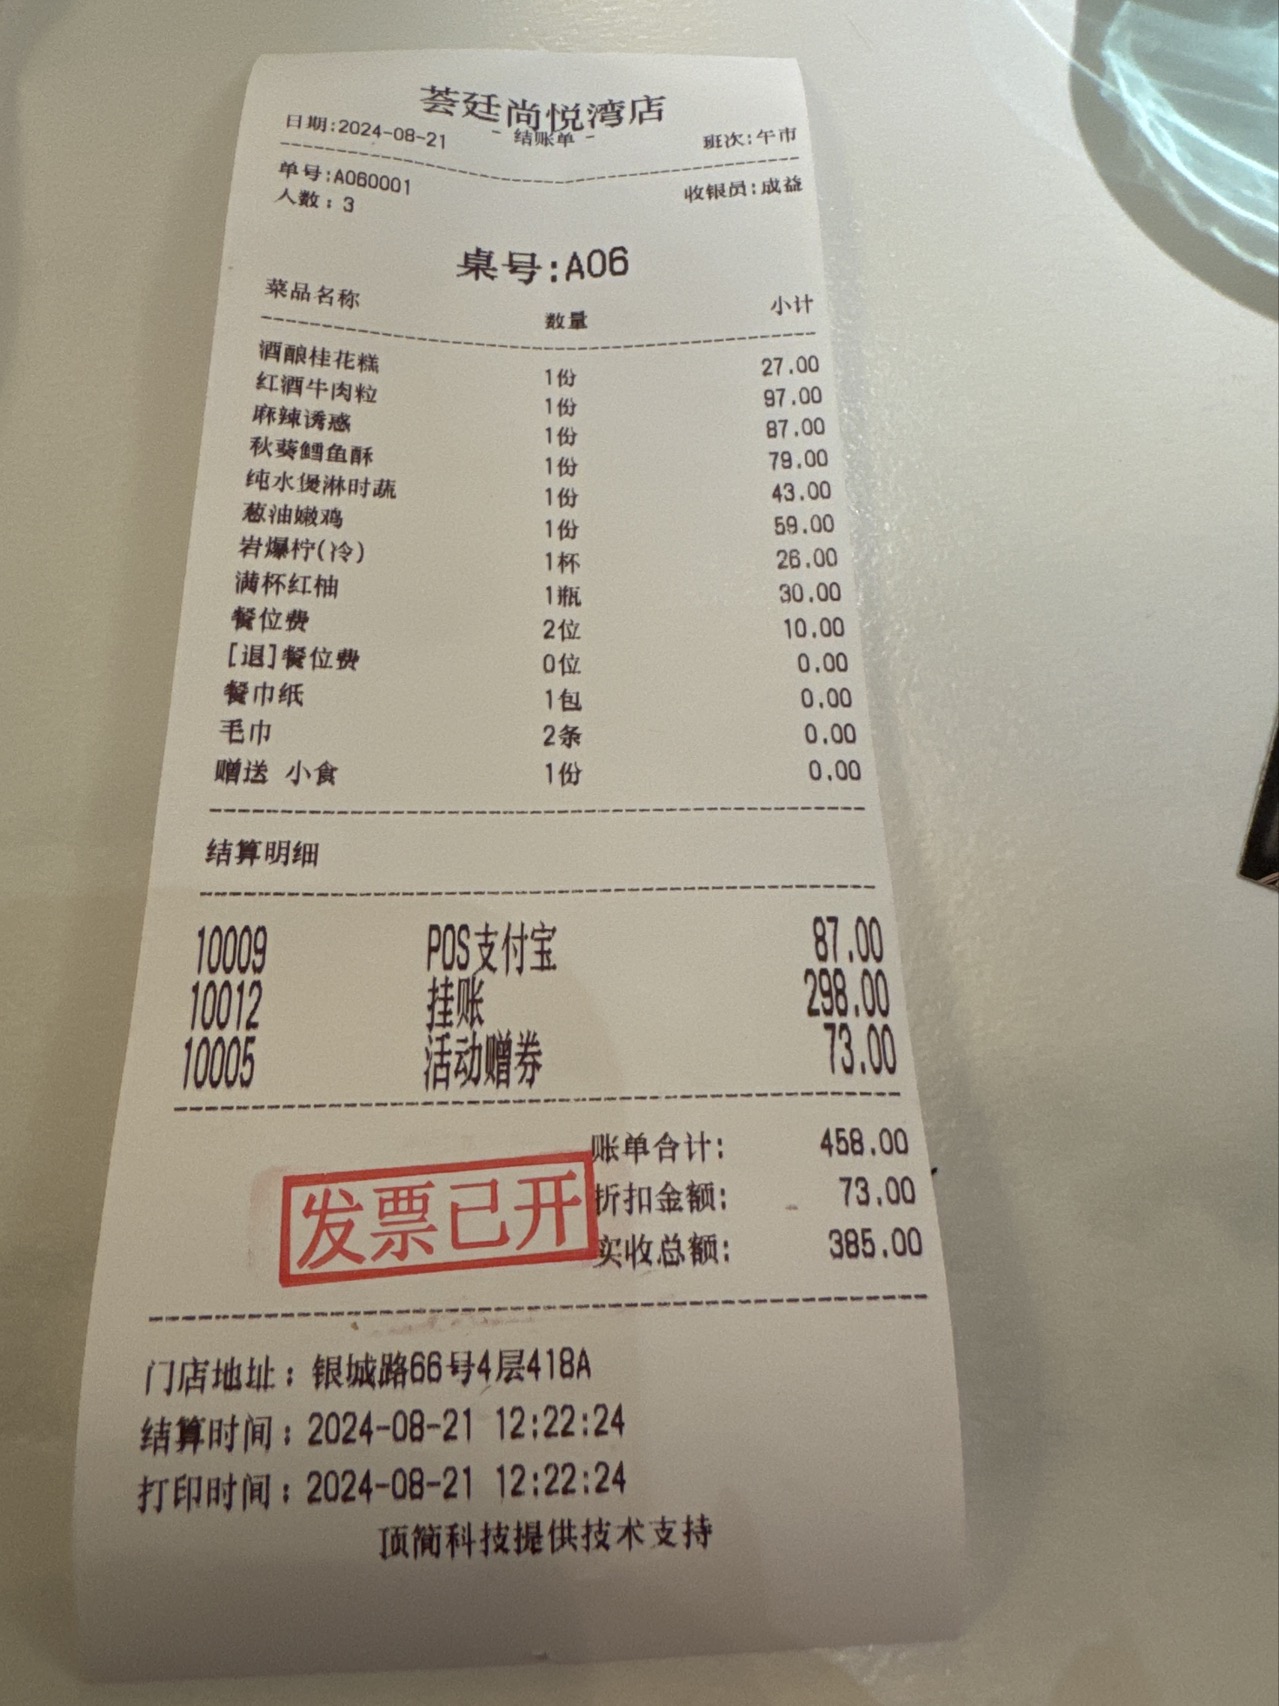 荟廷尚悦湾店
- 结账单 -
日期:2024-08-21 班次:午市
单号:A060001 收银员:成益
人数:3
桌号:A06
菜品名称 数量 小计
酒酿桂花糕 1份 27.00
红酒牛肉粒 1份 97.00
麻辣诱惑 1份 87.00
秋葵鳕鱼酥 1份 79.00
纯水煲淋时蔬 1份 43.00
葱油嫩鸡 1份 59.00
岩爆柠(冷) 1杯 26.00
满杯红柚 1瓶 30.00
餐位费 2位 10.00
[退]餐位费 0位 0.00
餐巾纸 1包 0.00
毛巾 2条 0.00
赠送 小食 1份 0.00
结算明细
10009 POS支付宝 87.00
10012 挂账 298.00
10005 活动赠券 73.00
账单合计: 458.00
折扣金额: 73.00
实收总额: 385.00
发票已开
门店地址：银城路66号4层418A
结算时间：2024-08-21 12:22:24
打印时间：2024-08-21 12:22:24
顶简科技提供技术支持